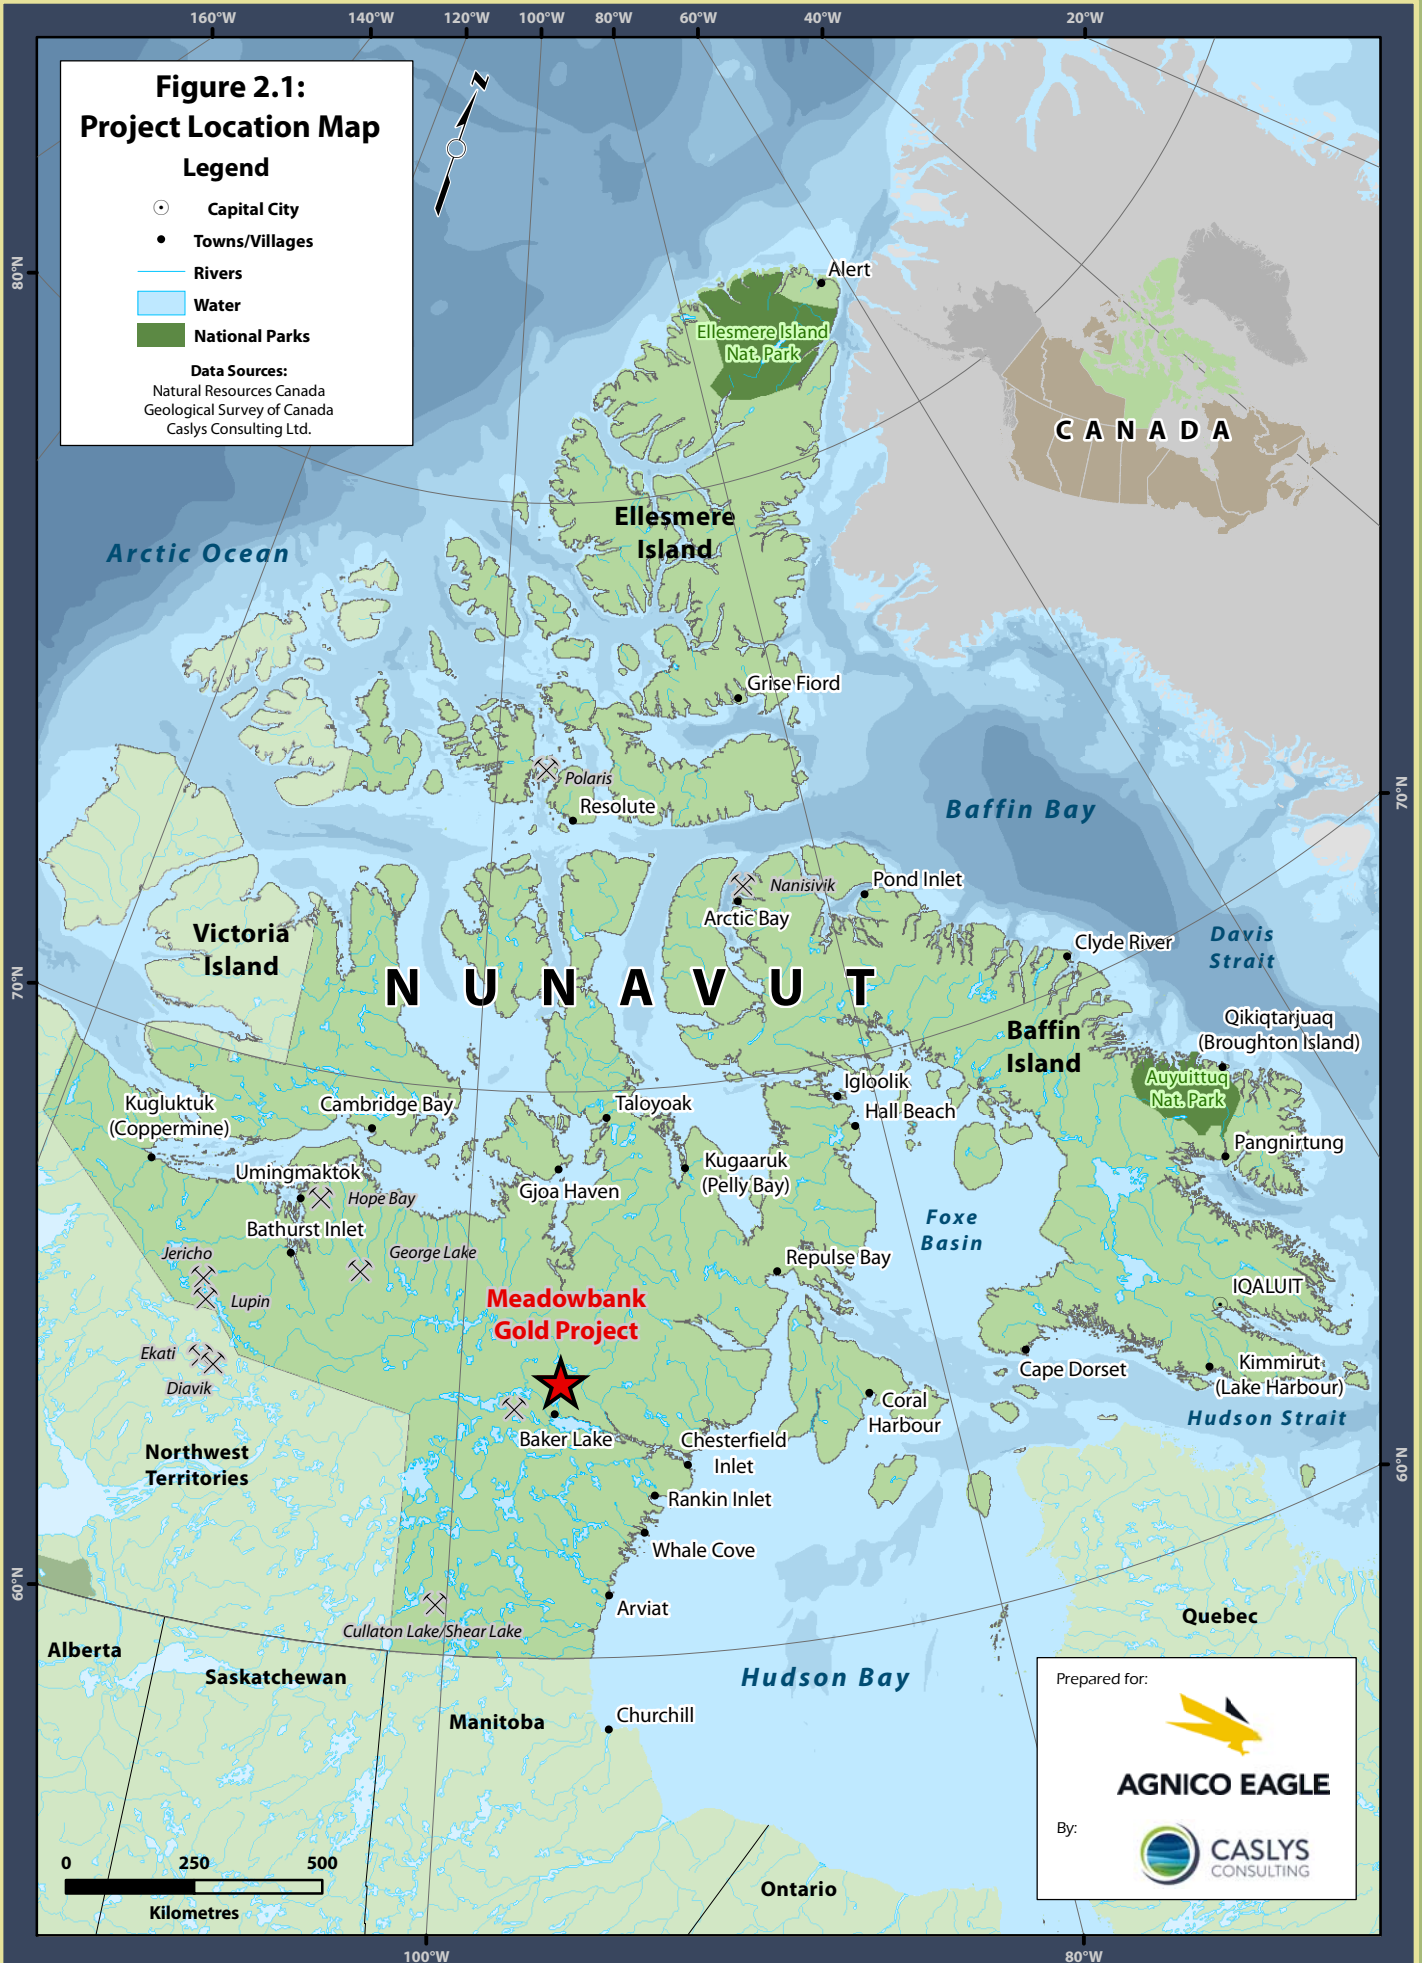 160°W 140°W 120°W 100°W 80°W 60°W 40°W 20°W
Figure 2.1:
Project Location Map
Legend
Capital City
Towns/Villages
Rivers
Water
National Parks
Data Sources:
Natural Resources Canada
Geological Survey of Canada
Caslys Consulting Ltd.
N
80°N
Alert
Ellesmere Island
Nat. Park
CANADA
Ellesmere
Island
Arctic Ocean
Grise Fiord
Polaris
Resolute
Baffin Bay
70°N
Nanisivik
Pond Inlet
Arctic Bay
Victoria
Island
Clyde River
Davis
Strait
NUNAVUT
70°N
Baffin
Island
Qikiqtarjuaq
(Broughton Island)
Auyuittuq
Nat. Park
Igloolik
Hall Beach
Kugluktuk
(Coppermine)
Cambridge Bay
Taloyoak
Pangnirtung
Umingmaktok
Hope Bay
Gjoa Haven
Kugaaruk
(Pelly Bay)
Foxe
Basin
Bathurst Inlet
Jericho
George Lake
Repulse Bay
Lupin
Meadowbank
Gold Project
IQALUIT
Ekati
Diavik
Cape Dorset
Kimmirut
(Lake Harbour)
Coral
Harbour
Hudson Strait
Baker Lake
Chesterfield
Inlet
Northwest
Territories
60°N
Rankin Inlet
Whale Cove
60°N
Arviat
Cullaton Lake/Shear Lake
Quebec
Alberta
Saskatchewan
Hudson Bay
Manitoba
Churchill
Prepared for:
AGNICO EAGLE
By:
CASLYS
CONSULTING
Ontario
0 250 500
Kilometres
100°W 80°W